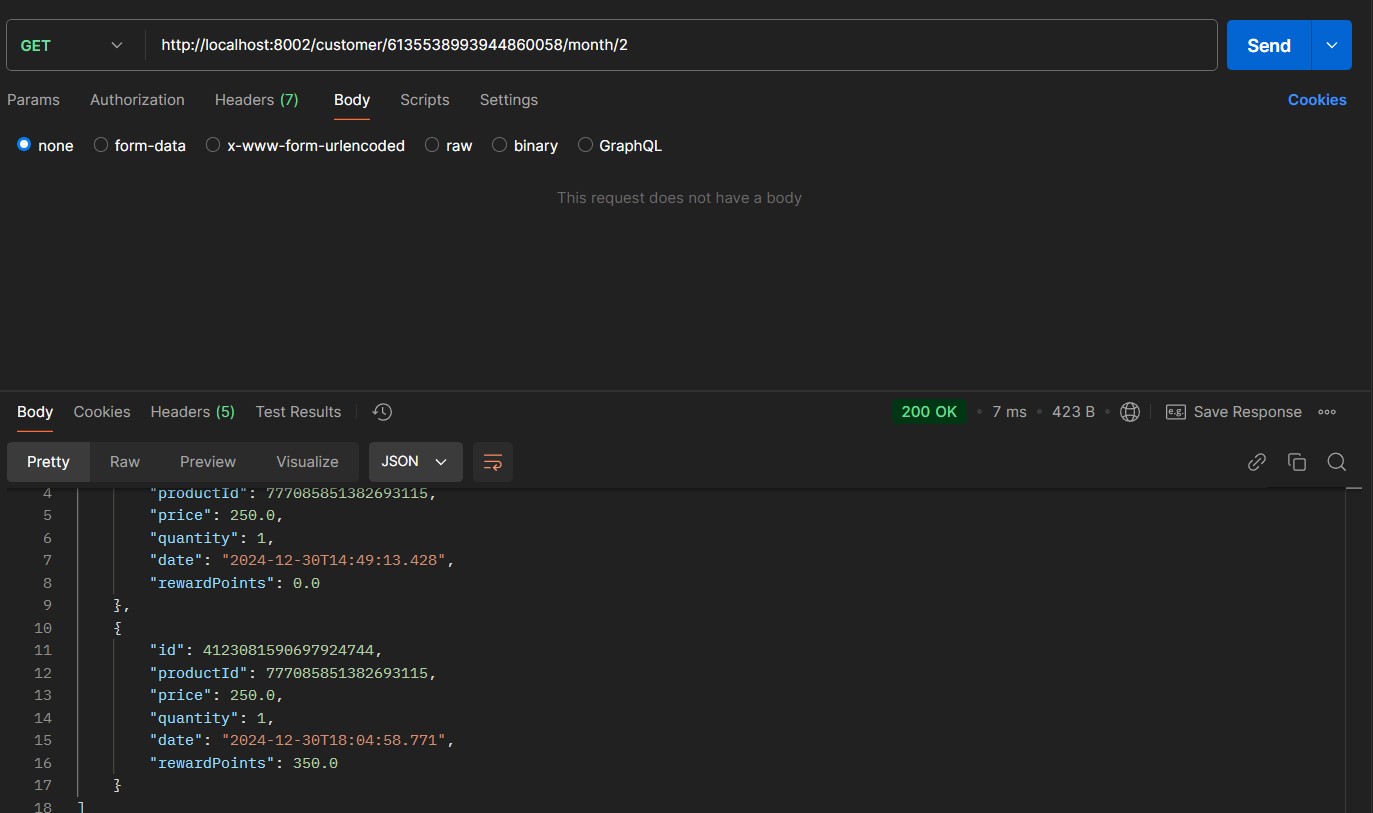 GET http://localhost:8002/customer/6135538993944860058/month/2 Send
Params Authorization Headers (7) Body Scripts Settings Cookies
none form-data x-www-form-urlencoded raw binary GraphQL
This request does not have a body
Body Cookies Headers (5) Test Results 200 OK • 7 ms • 423 B • e.g. Save Response
Pretty Raw Preview Visualize JSON
4 "productId": 777085851382693115,
5 "price": 250.0,
6 "quantity": 1,
7 "date": "2024-12-30T14:49:13.428",
8 "rewardPoints": 0.0
9 },
10 {
11 "id": 4123081590697924744,
12 "productId": 777085851382693115,
13 "price": 250.0,
14 "quantity": 1,
15 "date": "2024-12-30T18:04:58.771",
16 "rewardPoints": 350.0
17 }
18 ]